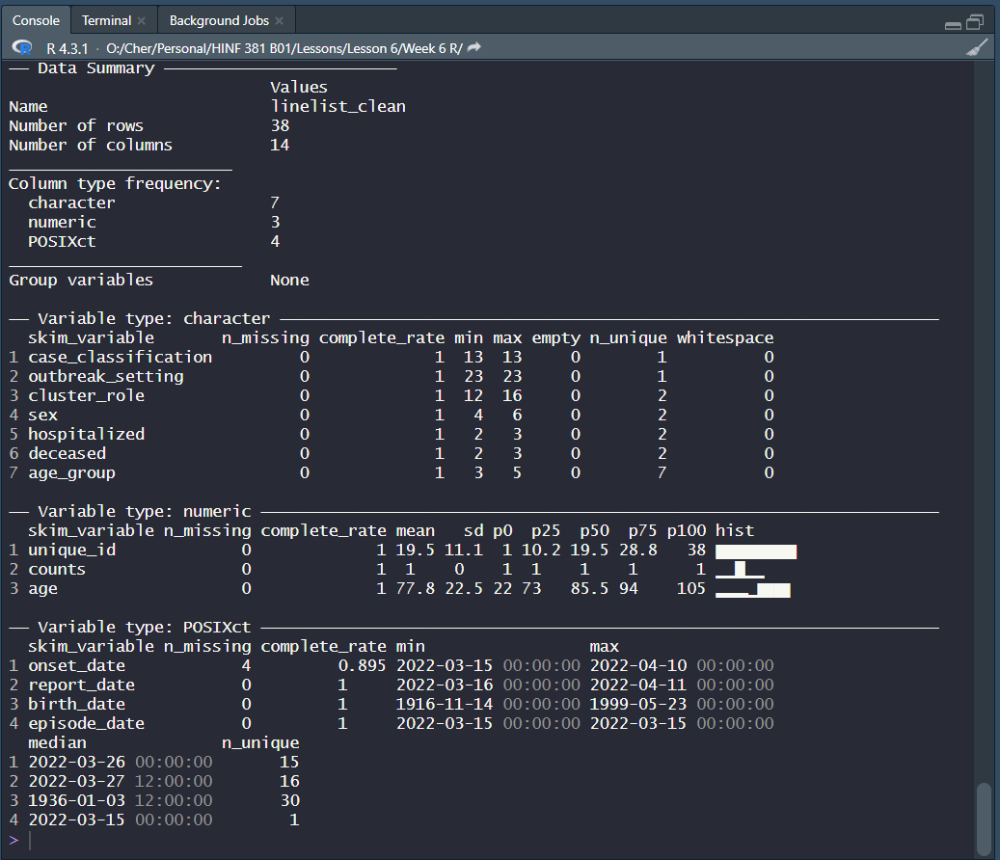 Console Terminal Background Jobs
R 4.3.1 · O:/Cher/Personal/HINF 381 B01/Lessons/Lesson 6/Week 6 R/
── Data Summary ────────────────────────
                           Values
Name                       linelist_clean
Number of rows             38
Number of columns          14
_______________________
Column type frequency:
  character                7
  numeric                  3
  POSIXct                  4
________________________
Group variables            None
── Variable type: character ────────────────────────
  skim_variable       n_missing complete_rate min max empty n_unique whitespace
1 case_classification         0             1  13  13     0        1          0
2 outbreak_setting            0             1  23  23     0        1          0
3 cluster_role                0             1  12  16     0        2          0
4 sex                         0             1   4   6     0        2          0
5 hospitalized                0             1   2   3     0        2          0
6 deceased                    0             1   2   3     0        2          0
7 age_group                   0             1   3   5     0        7          0
── Variable type: numeric ────────────────────────
  skim_variable n_missing complete_rate mean   sd p0  p25  p50  p75 p100 hist
1 unique_id             0             1 19.5 11.1  1 10.2 19.5 28.8   38
2 counts                0             1  1    0    1  1    1    1      1
3 age                   0             1 77.8 22.5 22 73   85.5 94    105
── Variable type: POSIXct ────────────────────────
  skim_variable n_missing complete_rate min                 max
1 onset_date            4         0.895 2022-03-15 00:00:00 2022-04-10 00:00:00
2 report_date           0         1     2022-03-16 00:00:00 2022-04-11 00:00:00
3 birth_date            0         1     1916-11-14 00:00:00 1999-05-23 00:00:00
4 episode_date          0         1     2022-03-15 00:00:00 2022-03-15 00:00:00
  median              n_unique
1 2022-03-26 00:00:00       15
2 2022-03-27 12:00:00       16
3 1936-01-03 12:00:00       30
4 2022-03-15 00:00:00        1
>